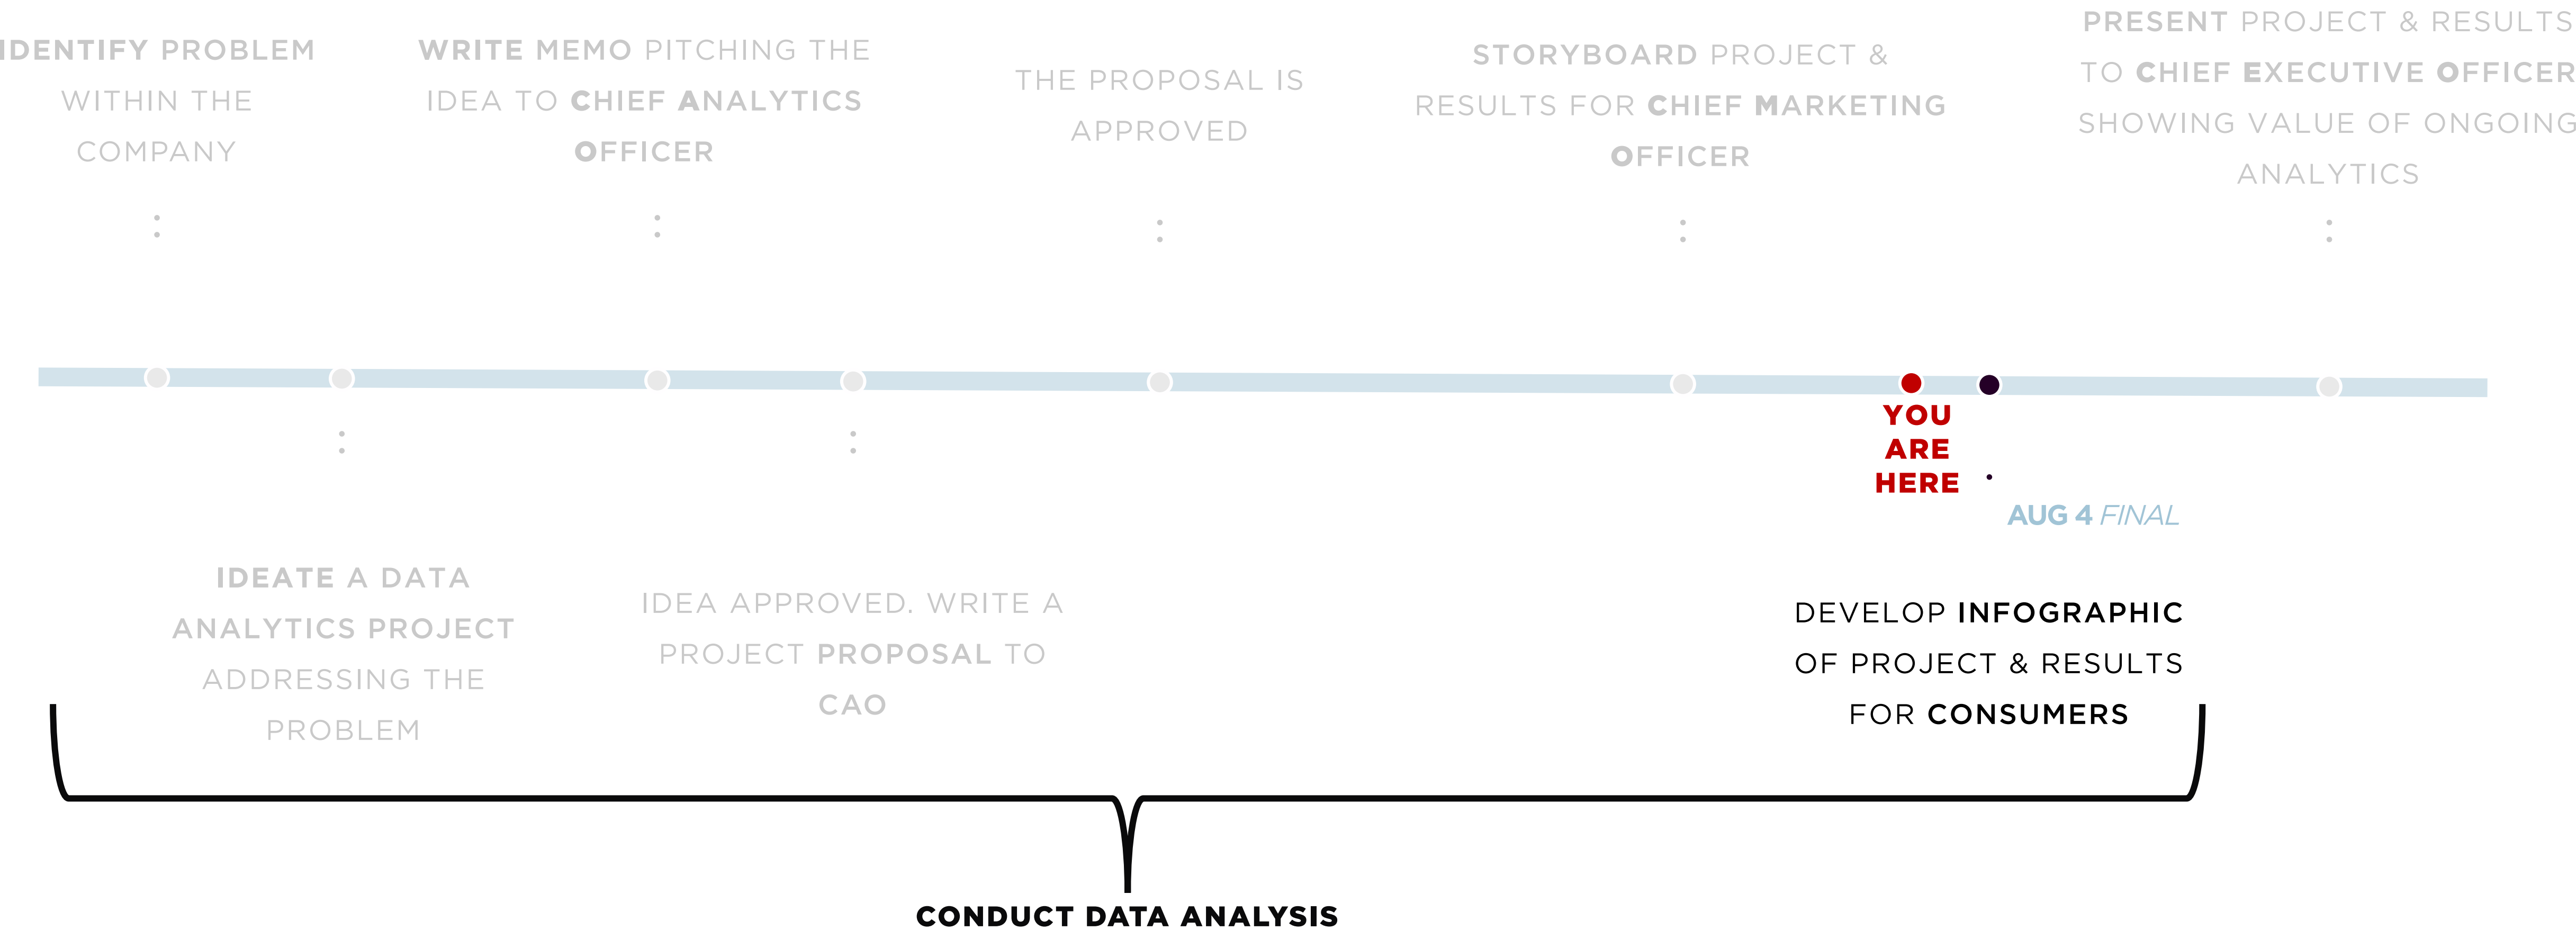 IDENTIFY PROBLEM
WITHIN THE
COMPANY
WRITE MEMO PITCHING THE
IDEA TO CHIEF ANALYTICS
OFFICER
THE PROPOSAL IS
APPROVED
STORYBOARD PROJECT &
RESULTS FOR CHIEF MARKETING
OFFICER
PRESENT PROJECT & RESULTS
TO CHIEF EXECUTIVE OFFICER
SHOWING VALUE OF ONGOING
ANALYTICS
YOU
ARE
HERE
AUG 4 FINAL
IDEATE A DATA
ANALYTICS PROJECT
ADDRESSING THE
PROBLEM
IDEA APPROVED. WRITE A
PROJECT PROPOSAL TO
CAO
DEVELOP INFOGRAPHIC
OF PROJECT & RESULTS
FOR CONSUMERS
CONDUCT DATA ANALYSIS